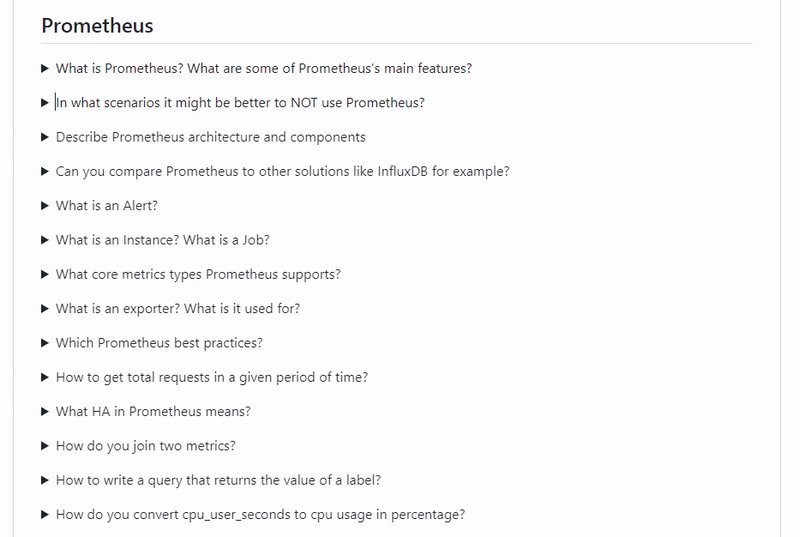 Prometheus
What is Prometheus? What are some of Prometheus's main features?
In what scenarios it might be better to NOT use Prometheus?
Describe Prometheus architecture and components
Can you compare Prometheus to other solutions like InfluxDB for example?
What is an Alert?
What is an Instance? What is a Job?
What core metrics types Prometheus supports?
What is an exporter? What is it used for?
Which Prometheus best practices?
How to get total requests in a given period of time?
What HA in Prometheus means?
How do you join two metrics?
How to write a query that returns the value of a label?
How do you convert cpu_user_seconds to cpu usage in percentage?